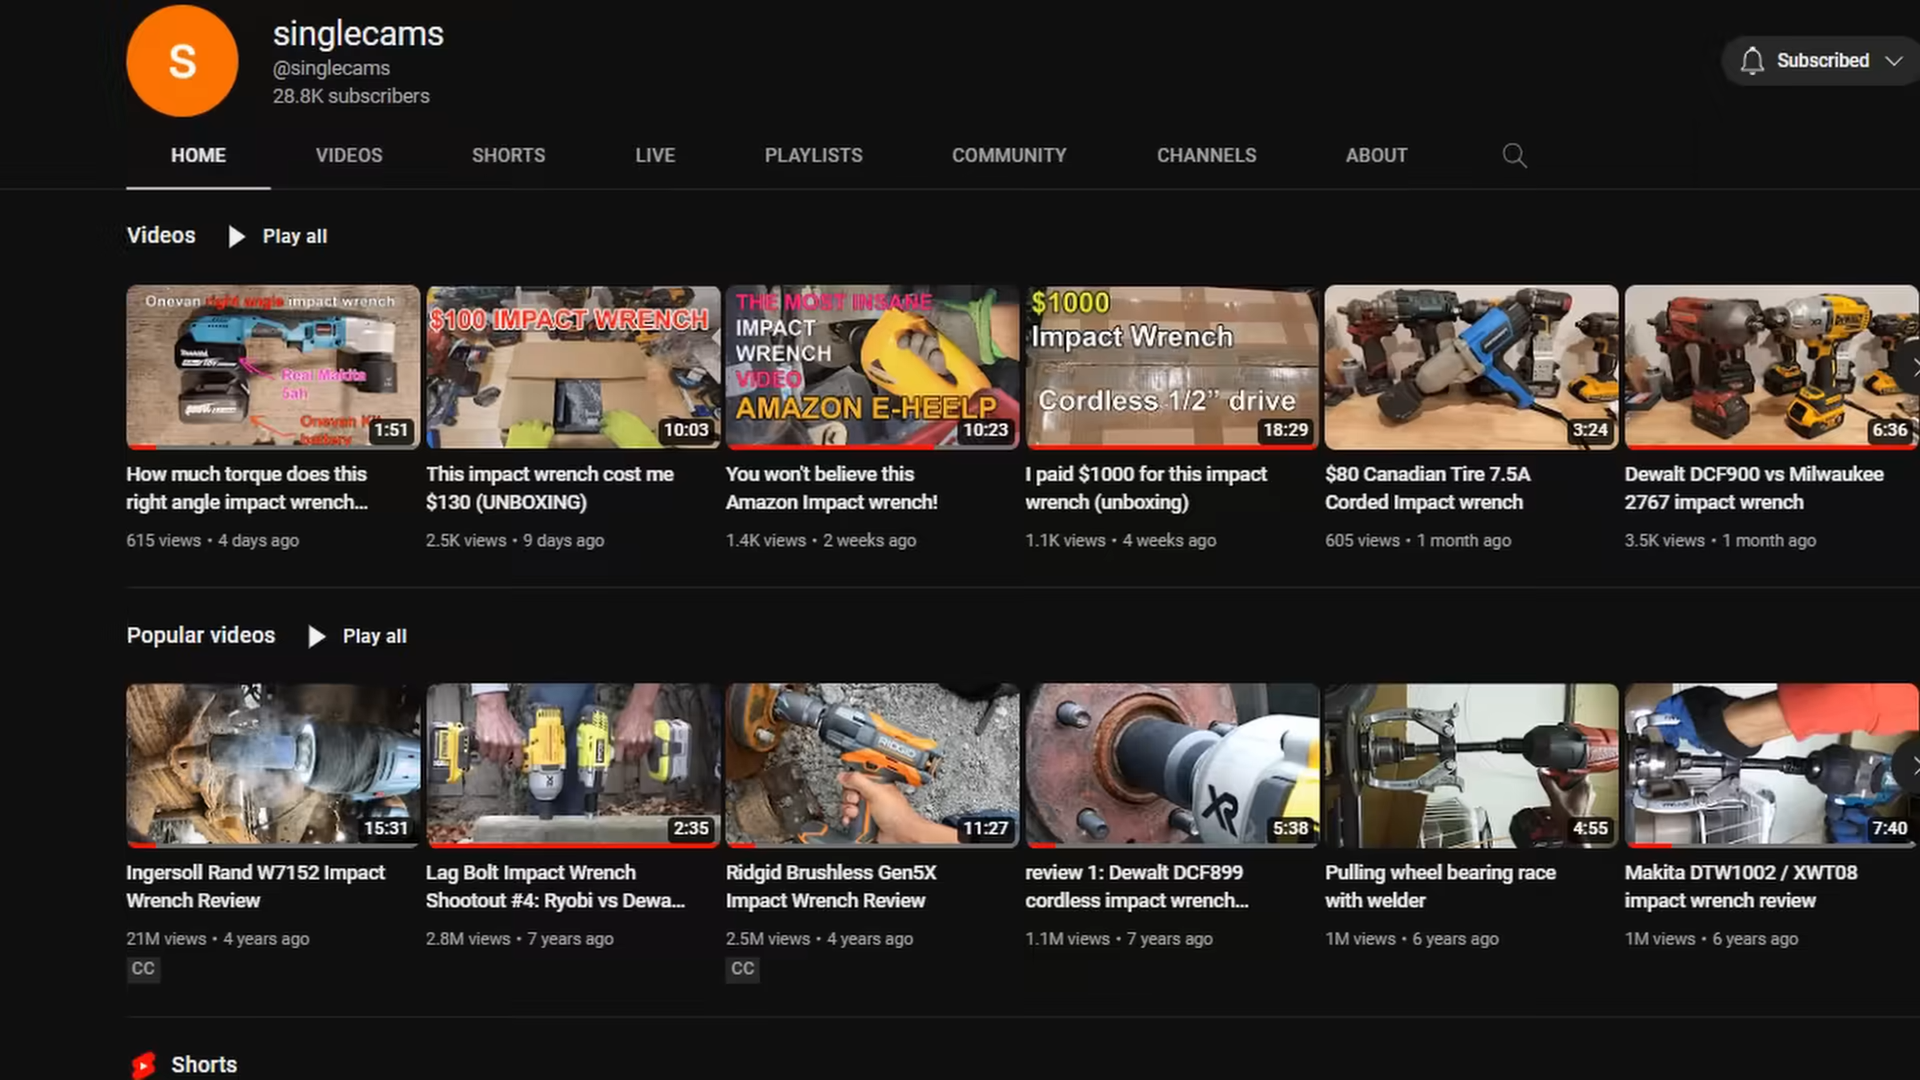 S
singlecams
@singlecams
28.8K subscribers
Subscribed
HOME
VIDEOS
SHORTS
LIVE
PLAYLISTS
COMMUNITY
CHANNELS
ABOUT
Videos
Play all
Onevan right angle impact wrench
Real Makita
5ah
Onevan
battery
1:51
How much torque does this
right angle impact wrench...
615 views • 4 days ago
$100 IMPACT WRENCH
10:03
This impact wrench cost me
$130 (UNBOXING)
2.5K views • 9 days ago
THE MOST INSANE
IMPACT
WRENCH
VIDEO
AMAZON E-HEELP
10:23
You won't believe this
Amazon Impact wrench!
1.4K views • 2 weeks ago
$1000
Impact Wrench
Cordless 1/2" drive
18:29
I paid $1000 for this impact
wrench (unboxing)
1.1K views • 4 weeks ago
3:24
$80 Canadian Tire 7.5A
Corded Impact wrench
605 views • 1 month ago
6:36
Dewalt DCF900 vs Milwaukee
2767 impact wrench
3.5K views • 1 month ago
Popular videos
Play all
15:31
Ingersoll Rand W7152 Impact
Wrench Review
21M views • 4 years ago
CC
2:35
Lag Bolt Impact Wrench
Shootout #4: Ryobi vs Dewa...
2.8M views • 7 years ago
RIDGID
11:27
Ridgid Brushless Gen5X
Impact Wrench Review
2.5M views • 4 years ago
CC
XR
5:38
review 1: Dewalt DCF899
cordless impact wrench...
1.1M views • 7 years ago
4:55
Pulling wheel bearing race
with welder
1M views • 6 years ago
7:40
Makita DTW1002 / XWT08
impact wrench review
1M views • 6 years ago
Shorts